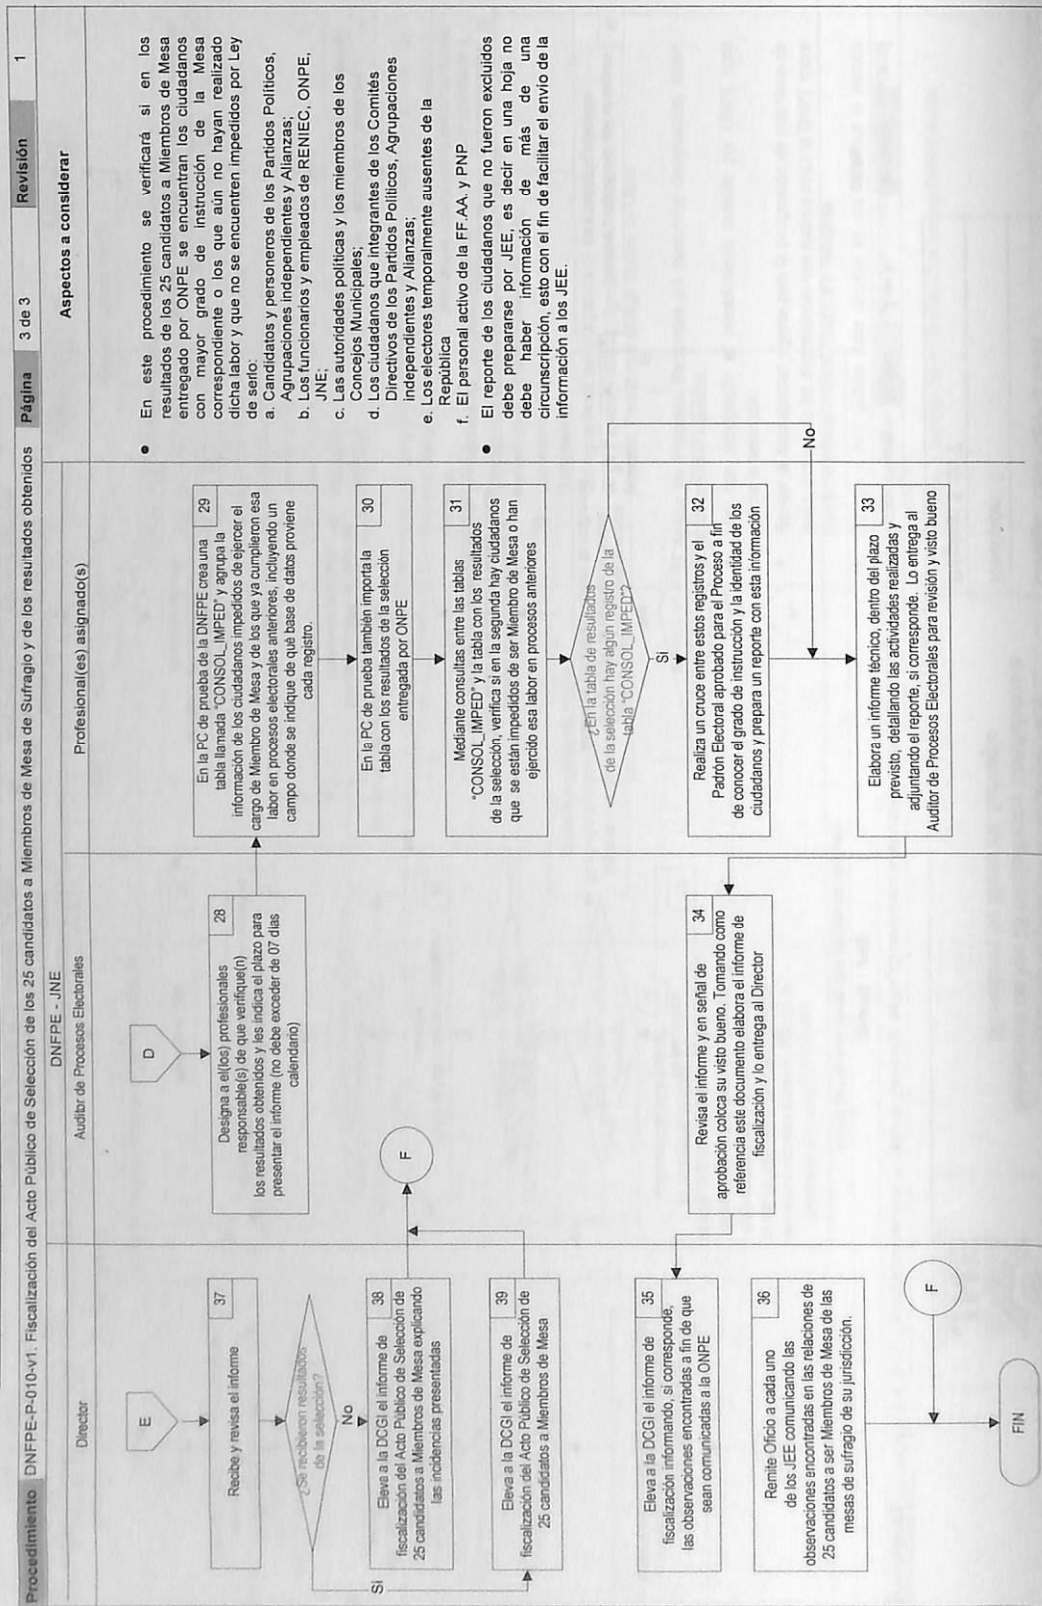 Procedimiento DNFPE-P-010-v1. Fiscalización del Acto Público de Selección de los 25 candidatos a Miembros de Mesa de Sufragio y de los resultados obtenidos Página 3 de 3 Revisión 1
DNFPE - JNE
Aspectos a considerar
Director
Auditor de Procesos Electorales
Profesional(es) asignado(s)
E
37
Recibe y revisa el informe
¿Se recibieron resultados
de la selección?
No
Si
38
Eleva a la DCGI el informe de
fiscalización del Acto Público de Selección de
25 candidatos a Miembros de Mesa explicando
las incidencias presentadas
39
Eleva a la DCGI el informe de
fiscalización del Acto Público de Selección de
25 candidatos a Miembros de Mesa
35
Eleva a la DCGI el informe de
fiscalización informando, si corresponde,
las observaciones encontradas a fin de que
sean comunicadas a la ONPE
36
Remite Oficio a cada uno
de los JEE comunicando las
observaciones encontradas en las relaciones de
25 candidatos a ser Miembros de Mesa de las
mesas de sufragio de su jurisdicción.
F
FIN
D
28
Designa a el(los) profesionales
responsable(s) de que verifique(n)
los resultados obtenidos y les indica el plazo para
presentar el informe (no debe exceder de 07 días
calendario)
F
34
Revisa el informe y en señal de
aprobación coloca su visto bueno. Tomando como
referencia este documento elabora el informe de
fiscalización y lo entrega al Director
29
En la PC de prueba de la DNFPE crea una
tabla llamada "CONSOL_IMPED" y agrupa la
información de los ciudadanos impedidos de ejercer el
cargo de Miembro de Mesa y de los que ya cumplieron esa
labor en procesos electorales anteriores, incluyendo un
campo donde se indique de qué base de datos proviene
cada registro.
30
En la PC de prueba también importa la
tabla con los resultados de la selección
entregada por ONPE
31
Mediante consultas entre las tablas
"CONSOL_IMPED" y la tabla con los resultados
de la selección, verifica si en la segunda hay ciudadanos
que se están impedidos de ser Miembro de Mesa o han
ejercido esa labor en procesos anteriores
¿En la tabla de resultados
de la selección hay algún registro de la
tabla "CONSOL_IMPED"?
Si
No
32
Realiza un cruce entre estos registros y el
Padrón Electoral aprobado para el Proceso a fin
de conocer el grado de instrucción y la identidad de los
ciudadanos y prepara un reporte con esta información
33
Elabora un informe técnico, dentro del plazo
previsto, detallando las actividades realizadas y
adjuntando el reporte, si corresponde. Lo entrega al
Auditor de Procesos Electorales para revisión y visto bueno
• En este procedimiento se verificará si en los
resultados de los 25 candidatos a Miembros de Mesa
entregado por ONPE se encuentran los ciudadanos
con mayor grado de instrucción de la Mesa
correspondiente o los que aún no hayan realizado
dicha labor y que no se encuentren impedidos por Ley
de serlo:
a. Candidatos y personeros de los Partidos Políticos,
Agrupaciones independientes y Alianzas;
b. Los funcionarios y empleados de RENIEC, ONPE,
JNE;
c. Las autoridades políticas y los miembros de los
Concejos Municipales;
d. Los ciudadanos que integrantes de los Comités
Directivos de los Partidos Políticos, Agrupaciones
Independientes y Alianzas;
e. Los electores temporalmente ausentes de la
República
f. El personal activo de la FF.AA. y PNP
• El reporte de los ciudadanos que no fueron excluidos
debe prepararse por JEE, es decir en una hoja no
debe haber información de más de una
circunscripción, esto con el fin de facilitar el envío de la
información a los JEE.